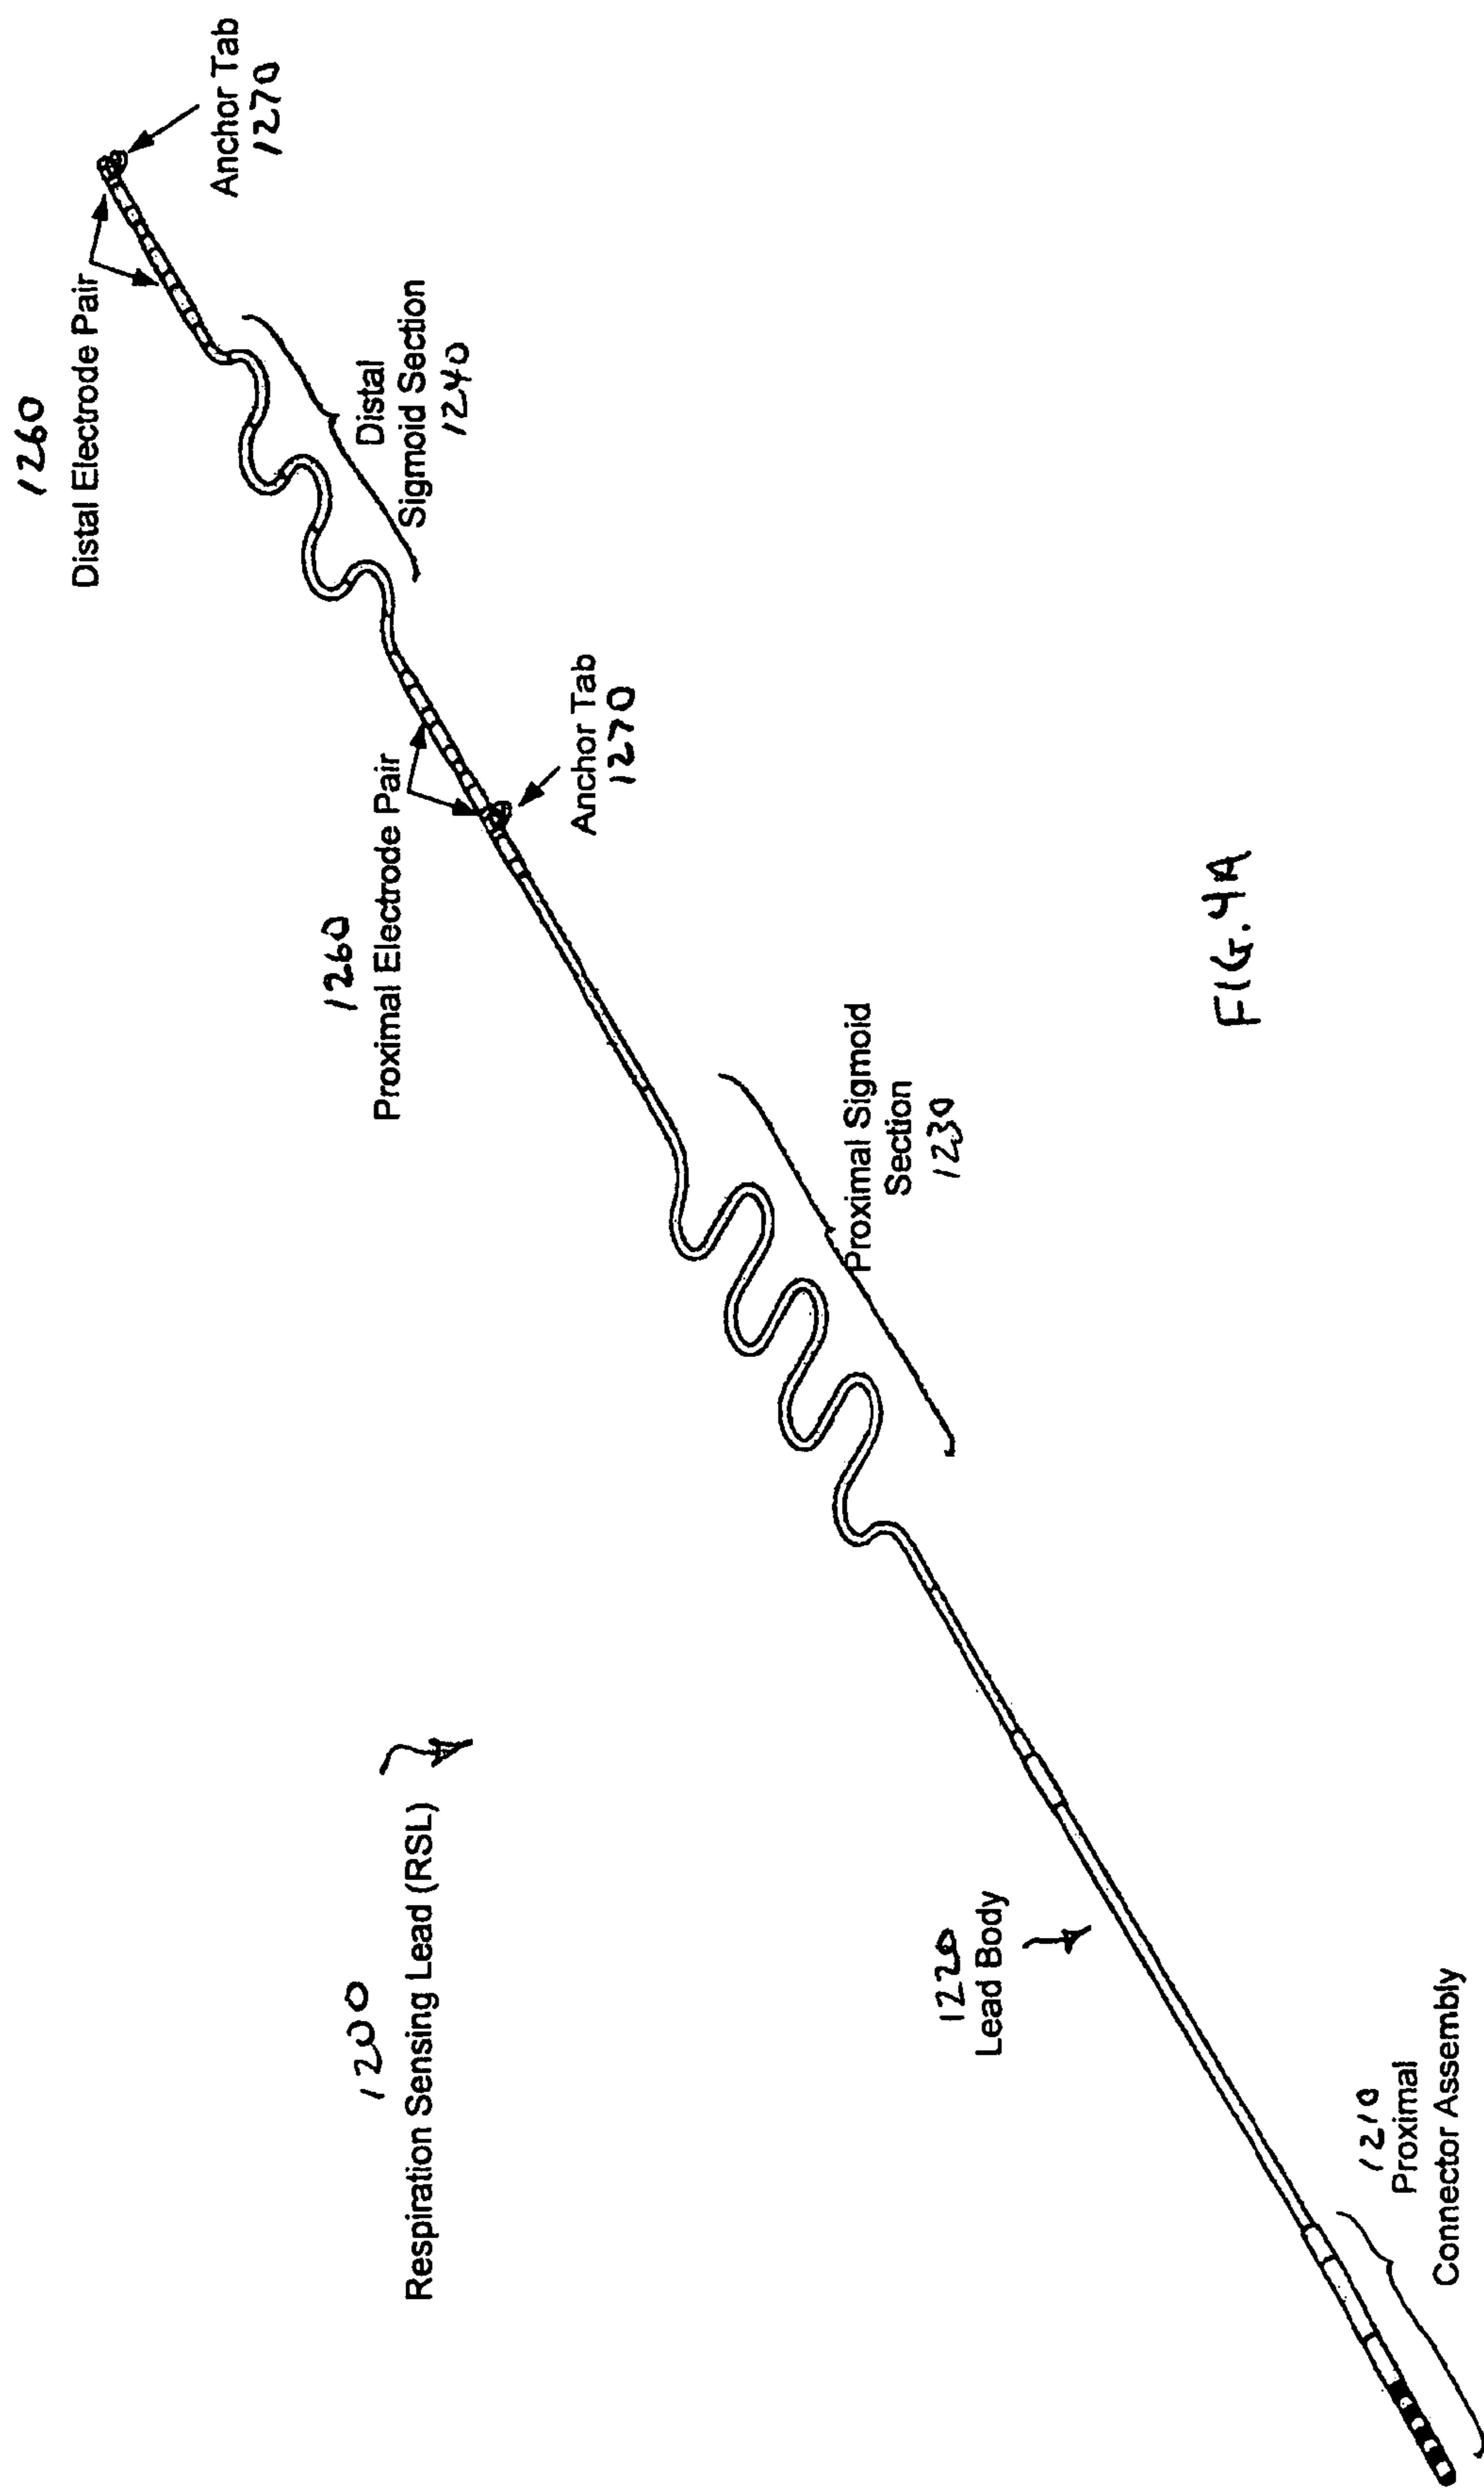 1200
Respiration Sensing Lead (RSL)
1260
Distal Electrode Pair
Anchor Tab
1270
Distal
Sigmoid Section
1240
1260
Proximal Electrode Pair
Anchor Tab
1270
Proximal Sigmoid
Section
1230
1220
Lead Body
1210
Proximal
Connector Assembly
FIG. 4A